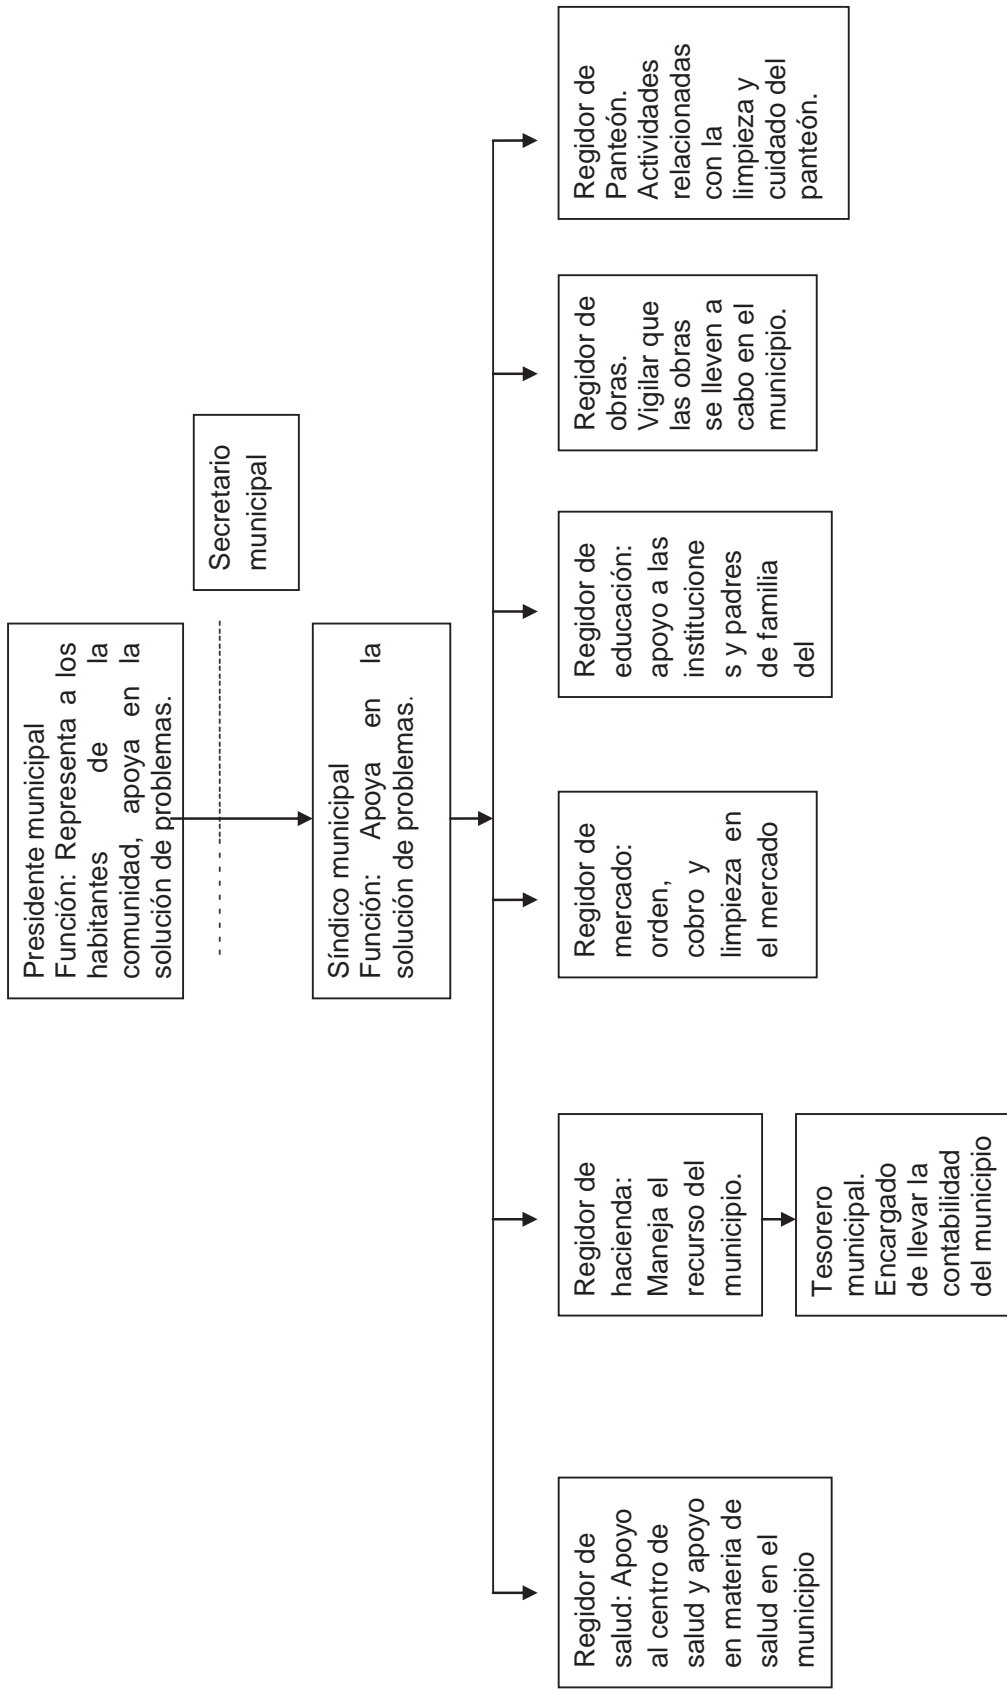 Presidente municipal
Función: Representa a los
habitantes de la
comunidad, apoya en la
solución de problemas.
Secretario
municipal
Síndico municipal
Función: Apoya en la
solución de problemas.
Regidor de
salud: Apoyo
al centro de
salud y apoyo
en materia de
salud en el
municipio
Regidor de
hacienda:
Maneja el
recurso del
municipio.
Tesorero
municipal.
Encargado
de llevar la
contabilidad
del municipio
Regidor de
mercado:
orden,
cobro y
limpieza en
el mercado
Regidor de
educación:
apoyo a las
institucione
s y padres
de familia
del
Regidor de
obras.
Vigilar que
las obras
se lleven a
cabo en el
municipio.
Regidor de
Panteón.
Actividades
relacionadas
con la
limpieza y
cuidado del
panteón.